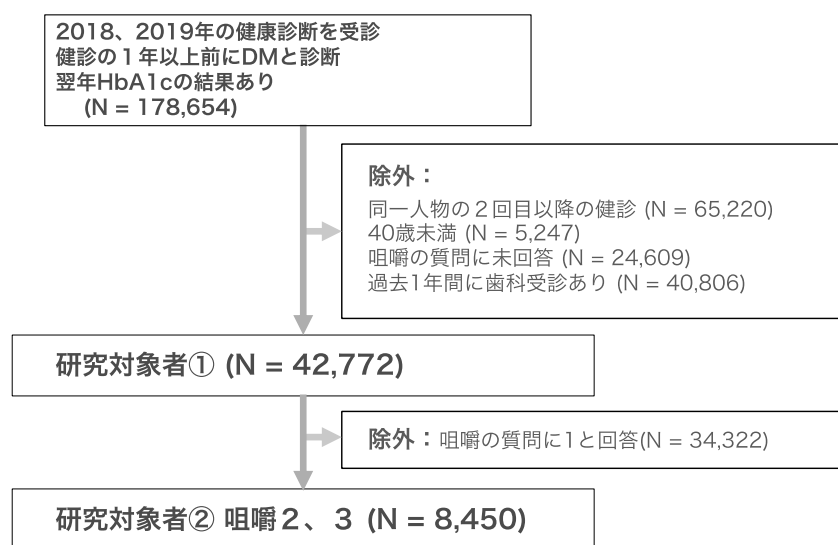 2018、2019年の健康診断を受診
健診の１年以上前にDMと診断
翌年HbA1cの結果あり
(N = 178,654)
除外：
同一人物の２回目以降の健診 (N = 65,220)
40歳未満 (N = 5,247)
咀嚼の質問に未回答 (N = 24,609)
過去1年間に歯科受診あり (N = 40,806)
研究対象者① (N = 42,772)
除外：咀嚼の質問に1と回答(N = 34,322)
研究対象者② 咀嚼２、３ (N = 8,450)